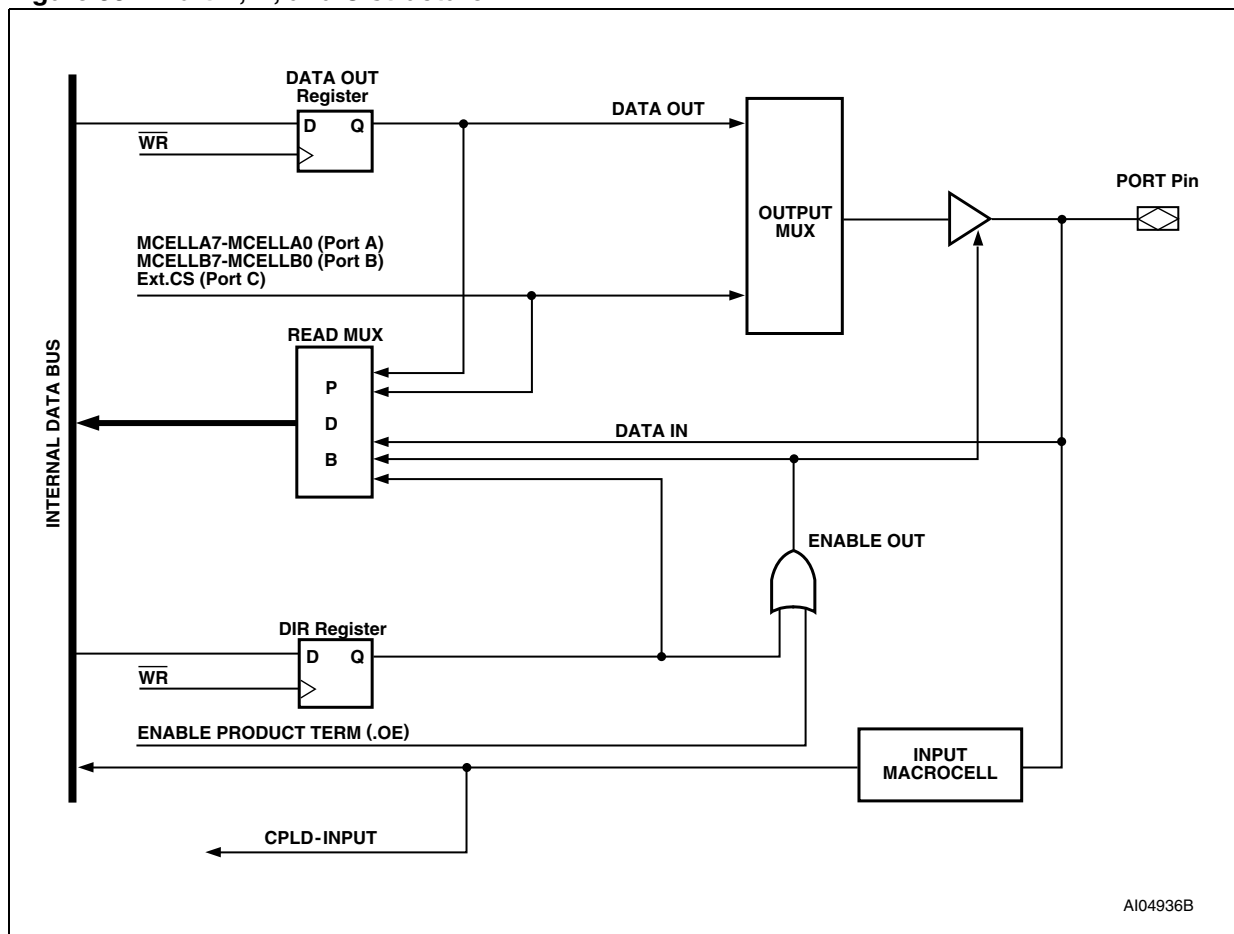 DATA OUT
Register
D Q
WR
DATA OUT
OUTPUT
MUX
PORT Pin
MCELLA7-MCELLA0 (Port A)
MCELLB7-MCELLB0 (Port B)
Ext.CS (Port C)
READ MUX
P
D
B
DATA IN
INTERNAL DATA BUS
ENABLE OUT
DIR Register
D Q
WR
ENABLE PRODUCT TERM (.OE)
INPUT
MACROCELL
CPLD-INPUT
AI04936B